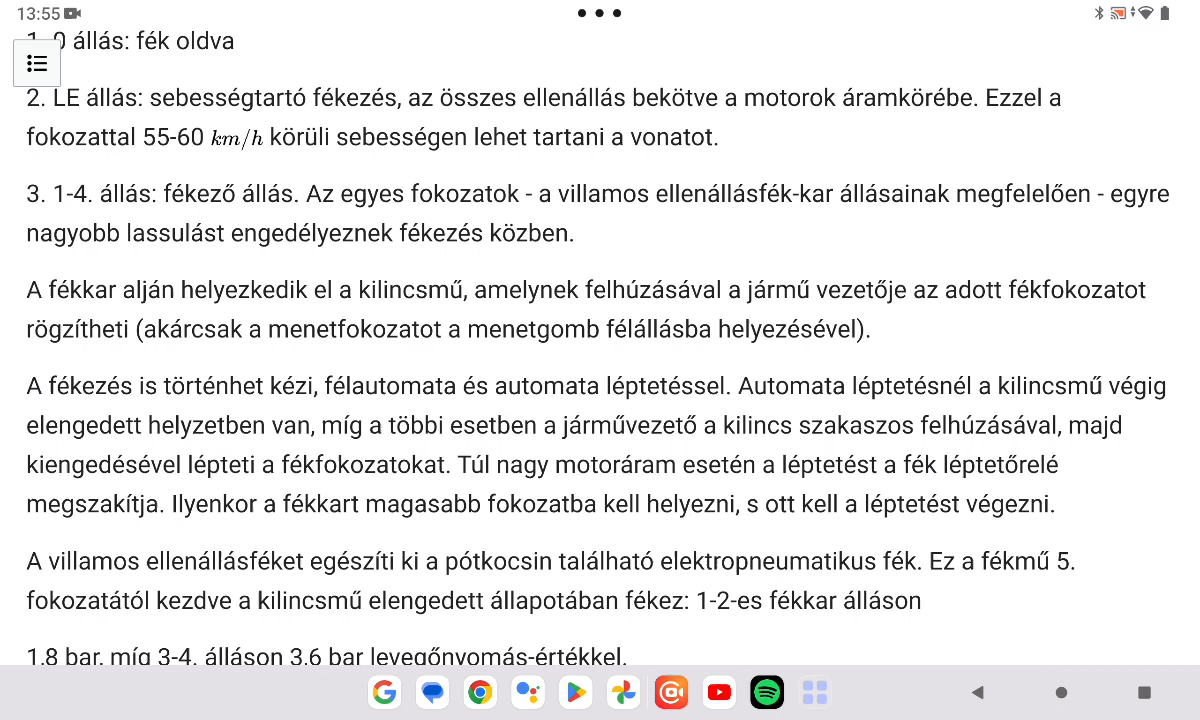 13:55
1. 0 állás: fék oldva
2. LE állás: sebességtartó fékezés, az összes ellenállás bekötve a motorok áramkörébe. Ezzel a
fokozattal 55-60 km/h körüli sebességen lehet tartani a vonatot.
3. 1-4. állás: fékező állás. Az egyes fokozatok - a villamos ellenállásfék-kar állásainak megfelelően - egyre
nagyobb lassulást engedélyeznek fékezés közben.
A fékkar alján helyezkedik el a kilincsmű, amelynek felhúzásával a jármű vezetője az adott fékfokozatot
rögzítheti (akárcsak a menetfokozatot a menetgomb félállásba helyezésével).
A fékezés is történhet kézi, félautomata és automata léptetéssel. Automata léptetésnél a kilincsmű végig
elengedett helyzetben van, míg a többi esetben a járművezető a kilincs szakaszos felhúzásával, majd
kiengedésével lépteti a fékfokozatokat. Túl nagy motoráram esetén a léptetést a fék léptetőrelé
megszakítja. Ilyenkor a fékkart magasabb fokozatba kell helyezni, s ott kell a léptetést végezni.
A villamos ellenállásféket egészíti ki a pótkocsin található elektropneumatikus fék. Ez a fékmű 5.
fokozatától kezdve a kilincsmű elengedett állapotában fékez: 1-2-es fékkar álláson
1,8 bar, míg 3-4. álláson 3,6 bar levegőnyomás-értékkel.